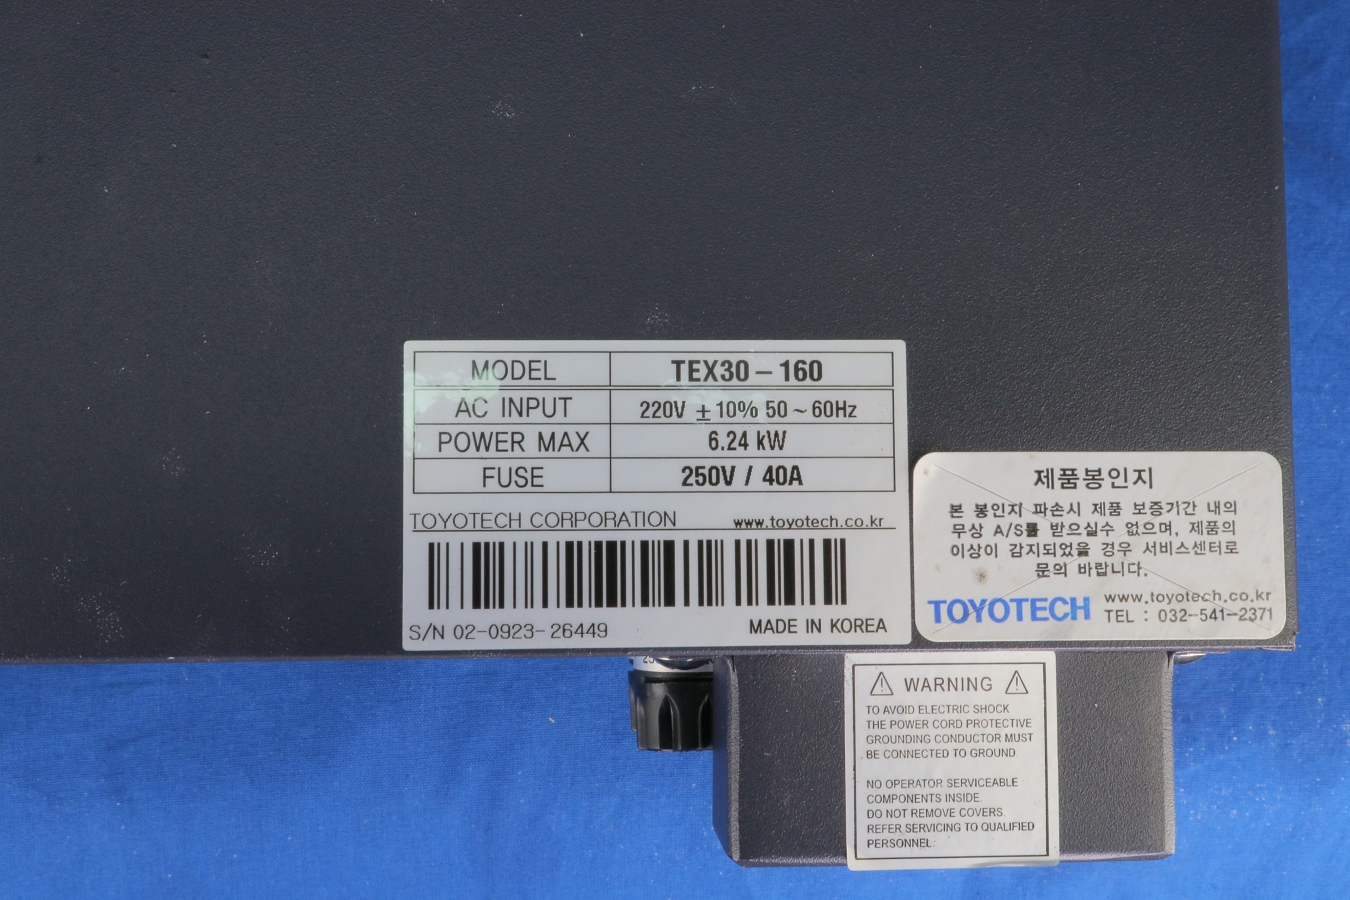 MODEL TEX30-160
AC INPUT 220V ±10% 50~60Hz
POWER MAX 6.24 kW
FUSE 250V / 40A
TOYOTECH CORPORATION www.toyotech.co.kr
S/N 02-0923-26449 MADE IN KOREA
제품봉인지
본 봉인지 파손시 제품 보증기간 내의
무상 A/S를 받으실수 없으며, 제품의
이상이 감지되었을 경우 서비스센터로
문의 바랍니다.
TOYOTECH www.toyotech.co.kr
TEL : 032-541-2371
WARNING
TO AVOID ELECTRIC SHOCK
THE POWER CORD PROTECTIVE
GROUNDING CONDUCTOR MUST
BE CONNECTED TO GROUND.
NO OPERATOR SERVICEABLE
COMPONENTS INSIDE.
DO NOT REMOVE COVERS.
REFER SERVICING TO QUALIFIED
PERSONNEL.